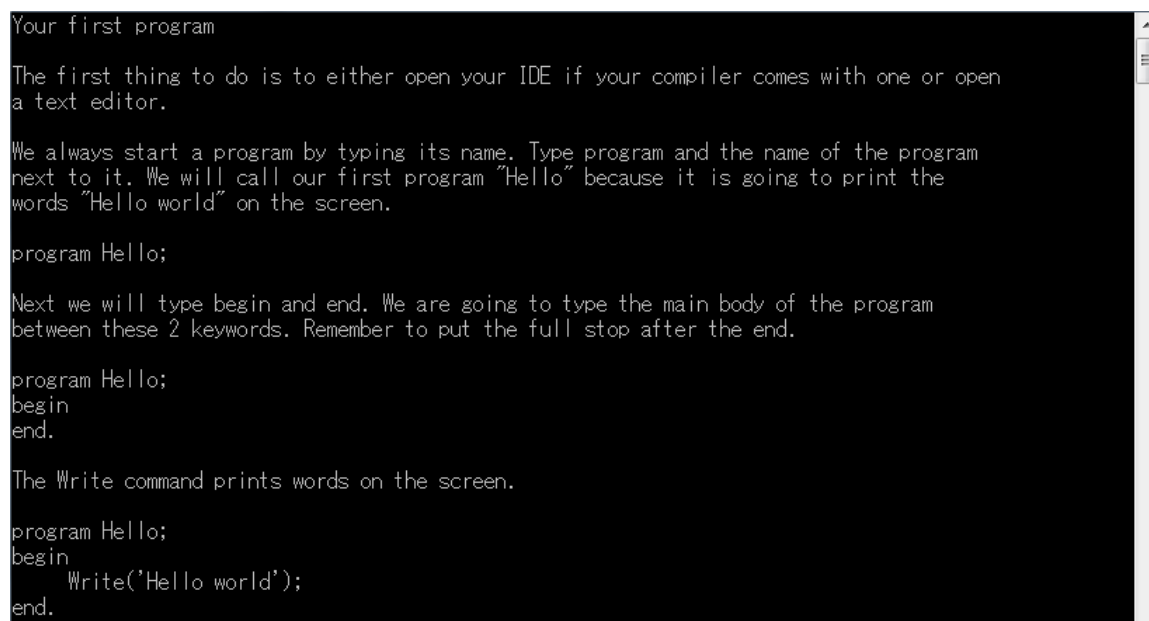 Your first program
The first thing to do is to either open your IDE if your compiler comes with one or open
a text editor.
We always start a program by typing its name. Type program and the name of the program
next to it. We will call our first program "Hello" because it is going to print the
words "Hello world" on the screen.
program Hello;
Next we will type begin and end. We are going to type the main body of the program
between these 2 keywords. Remember to put the full stop after the end.
program Hello;
begin
end.
The Write command prints words on the screen.
program Hello;
begin
     Write('Hello world');
end.